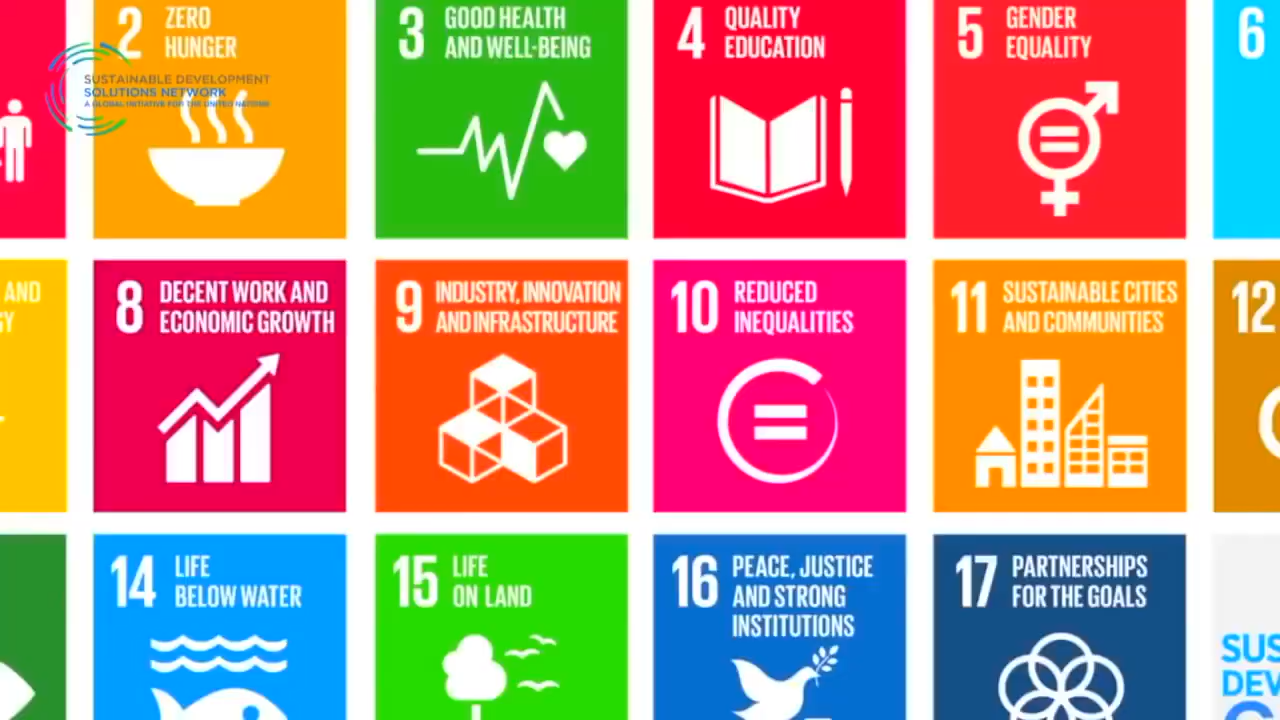 2 ZERO
HUNGER
3 GOOD HEALTH
AND WELL-BEING
4 QUALITY
EDUCATION
5 GENDER
EQUALITY
6
SUSTAINABLE DEVELOPMENT
SOLUTIONS NETWORK
A GLOBAL INITIATIVE FOR THE UNITED NATIONS
AND
GY
8 DECENT WORK AND
ECONOMIC GROWTH
9 INDUSTRY, INNOVATION
AND INFRASTRUCTURE
10 REDUCED
INEQUALITIES
11 SUSTAINABLE CITIES
AND COMMUNITIES
12
14 LIFE
BELOW WATER
15 LIFE
ON LAND
16 PEACE, JUSTICE
AND STRONG
INSTITUTIONS
17 PARTNERSHIPS
FOR THE GOALS
SUS
DEV